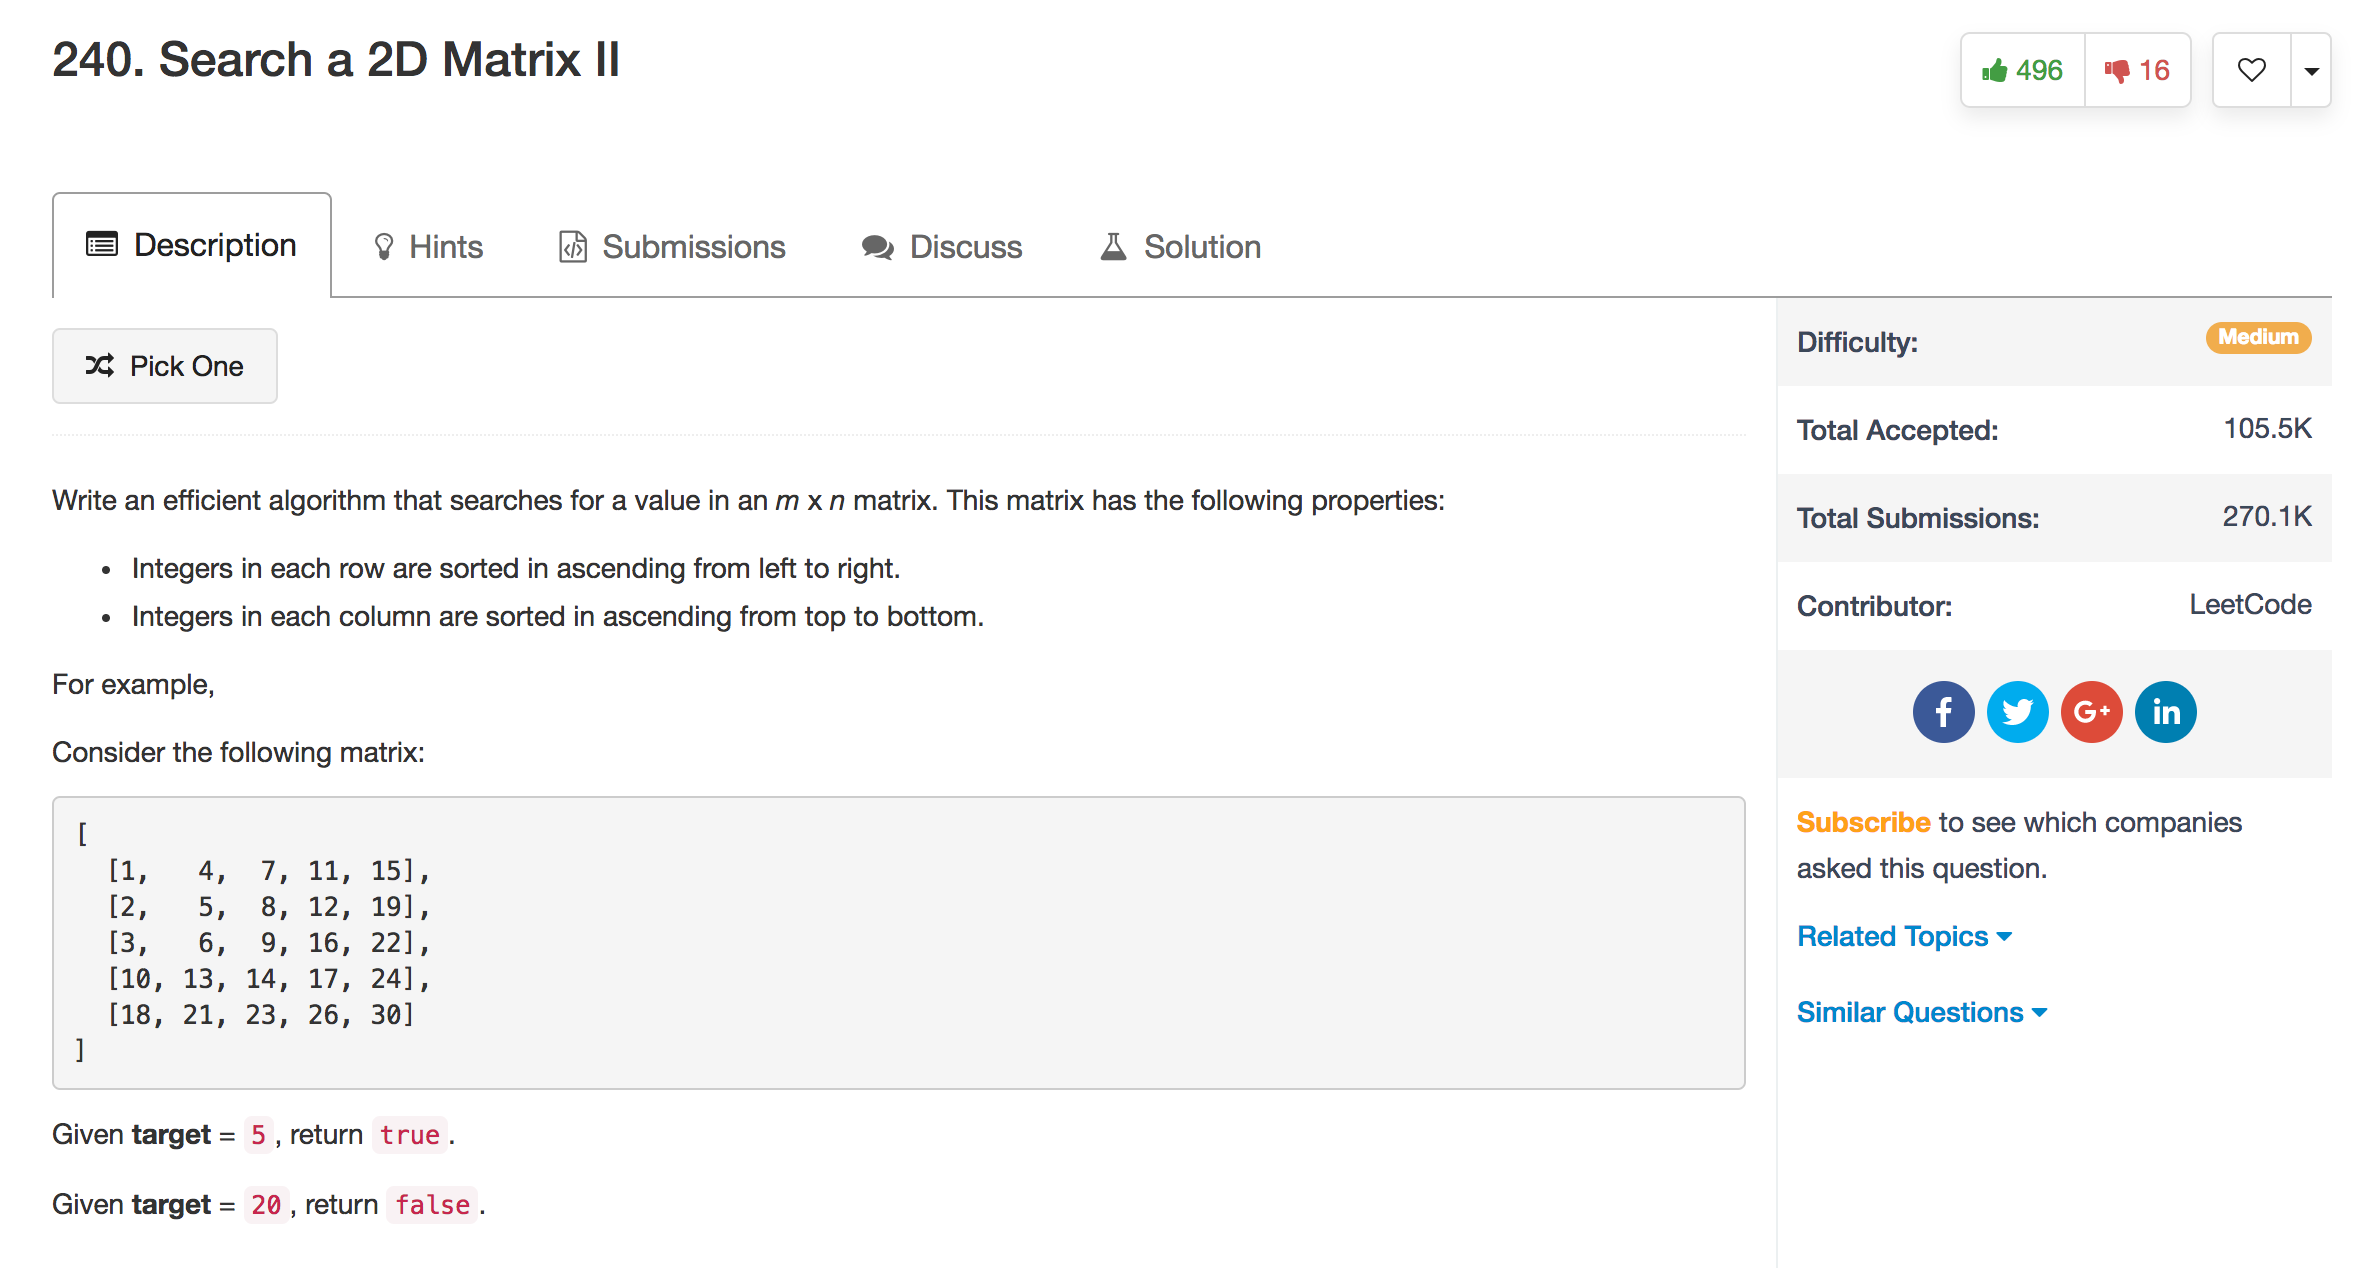 240. Search a 2D Matrix II
496
16
Description
Hints
Submissions
Discuss
Solution
Pick One
Write an efficient algorithm that searches for a value in an m x n matrix. This matrix has the following properties:
• Integers in each row are sorted in ascending from left to right.
• Integers in each column are sorted in ascending from top to bottom.
For example,
Consider the following matrix:
[
  [1,   4,  7, 11, 15],
  [2,   5,  8, 12, 19],
  [3,   6,  9, 16, 22],
  [10, 13, 14, 17, 24],
  [18, 21, 23, 26, 30]
]
Given target = 5, return true.
Given target = 20, return false.
Difficulty: Medium
Total Accepted: 105.5K
Total Submissions: 270.1K
Contributor: LeetCode
f G+ in
Subscribe to see which companies
asked this question.
Related Topics
Similar Questions